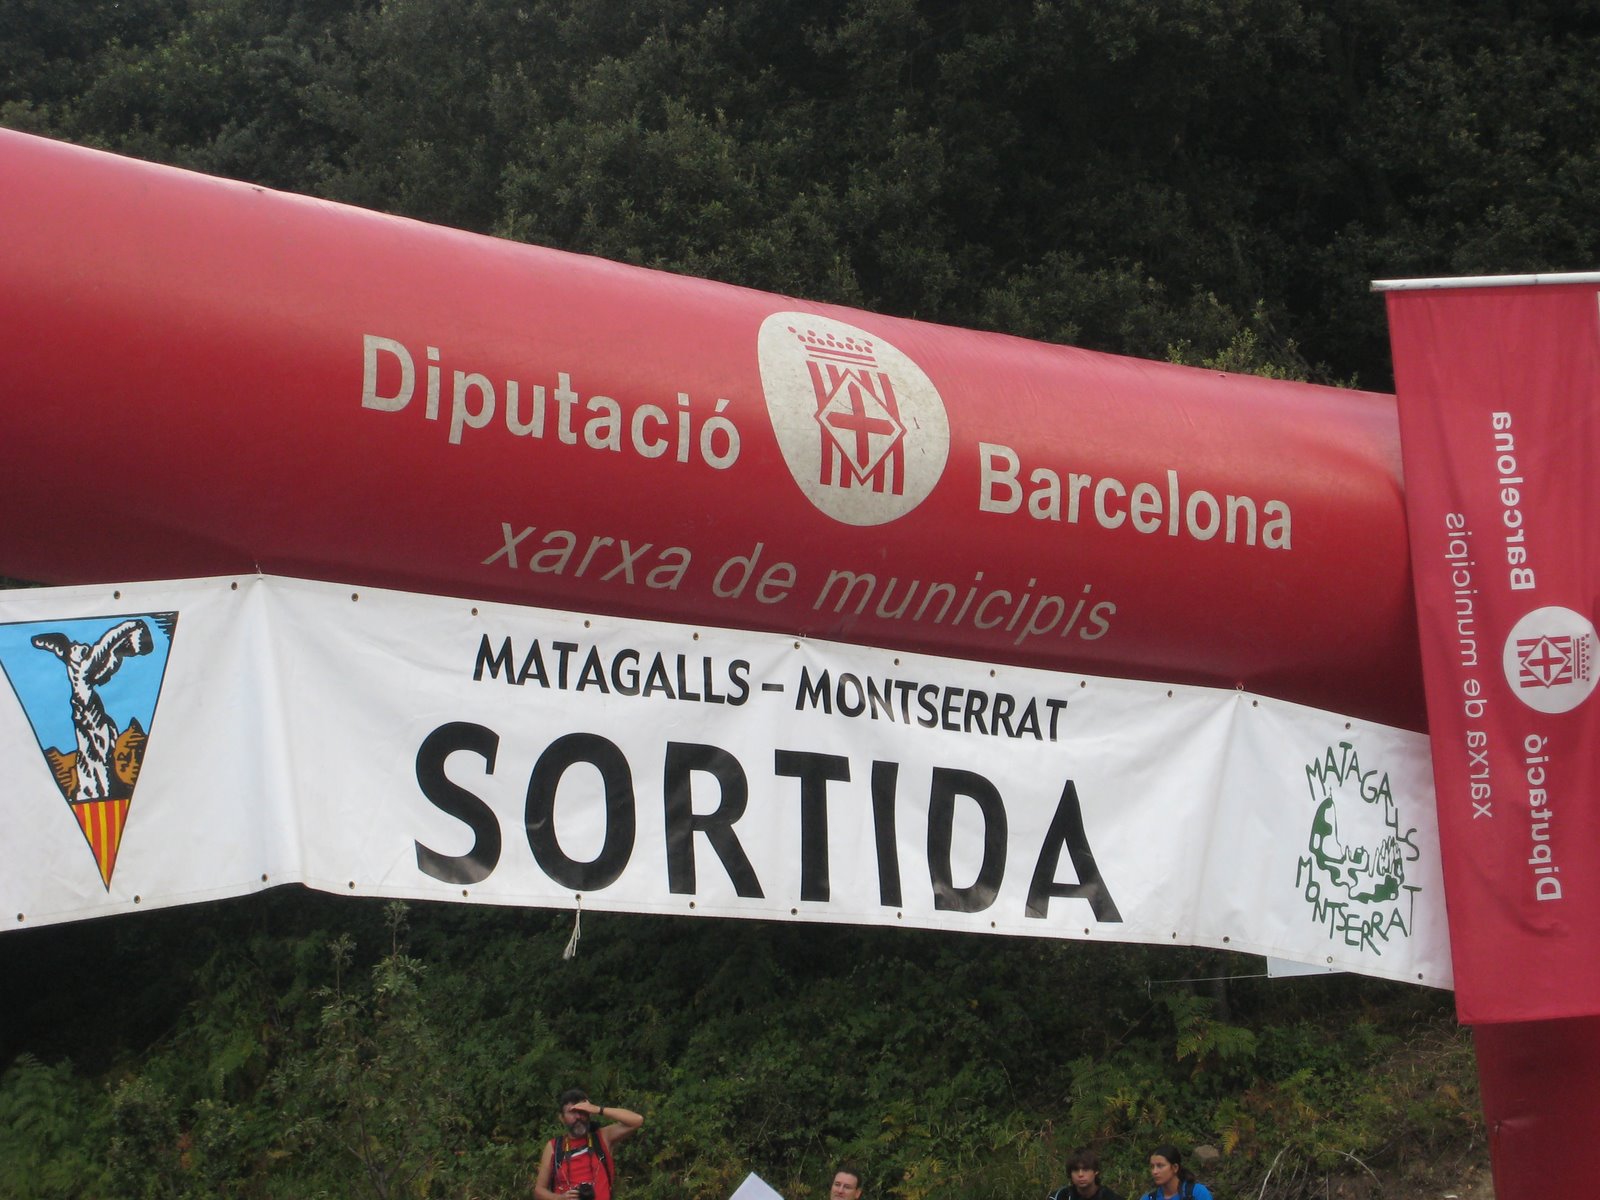 Diputació Barcelona
xarxa de municipis
MATAGALLS - MONTSERRAT
SORTIDA
MATAGALLS
MONTSERRAT
Diputació Barcelona
xarxa de municipis